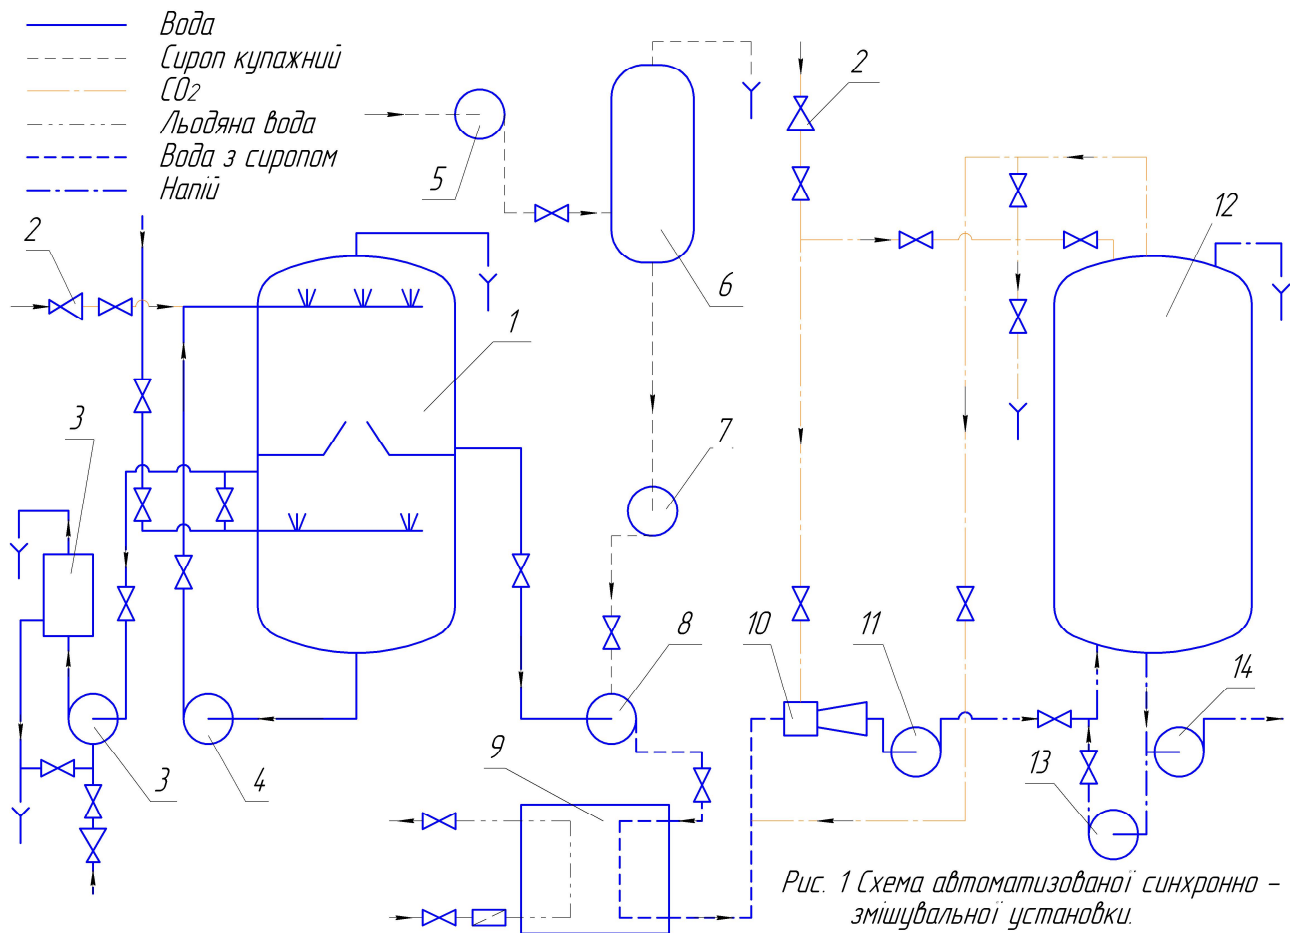 Вода
Сироп купажний
CO2
Льодяна вода
Вода з сиропом
Напій
2
5
6
2
12
1
3
7
8
10
11
14
3
4
9
13
Рис. 1 Схема автоматизованої синхронно –
змішувальної установки.